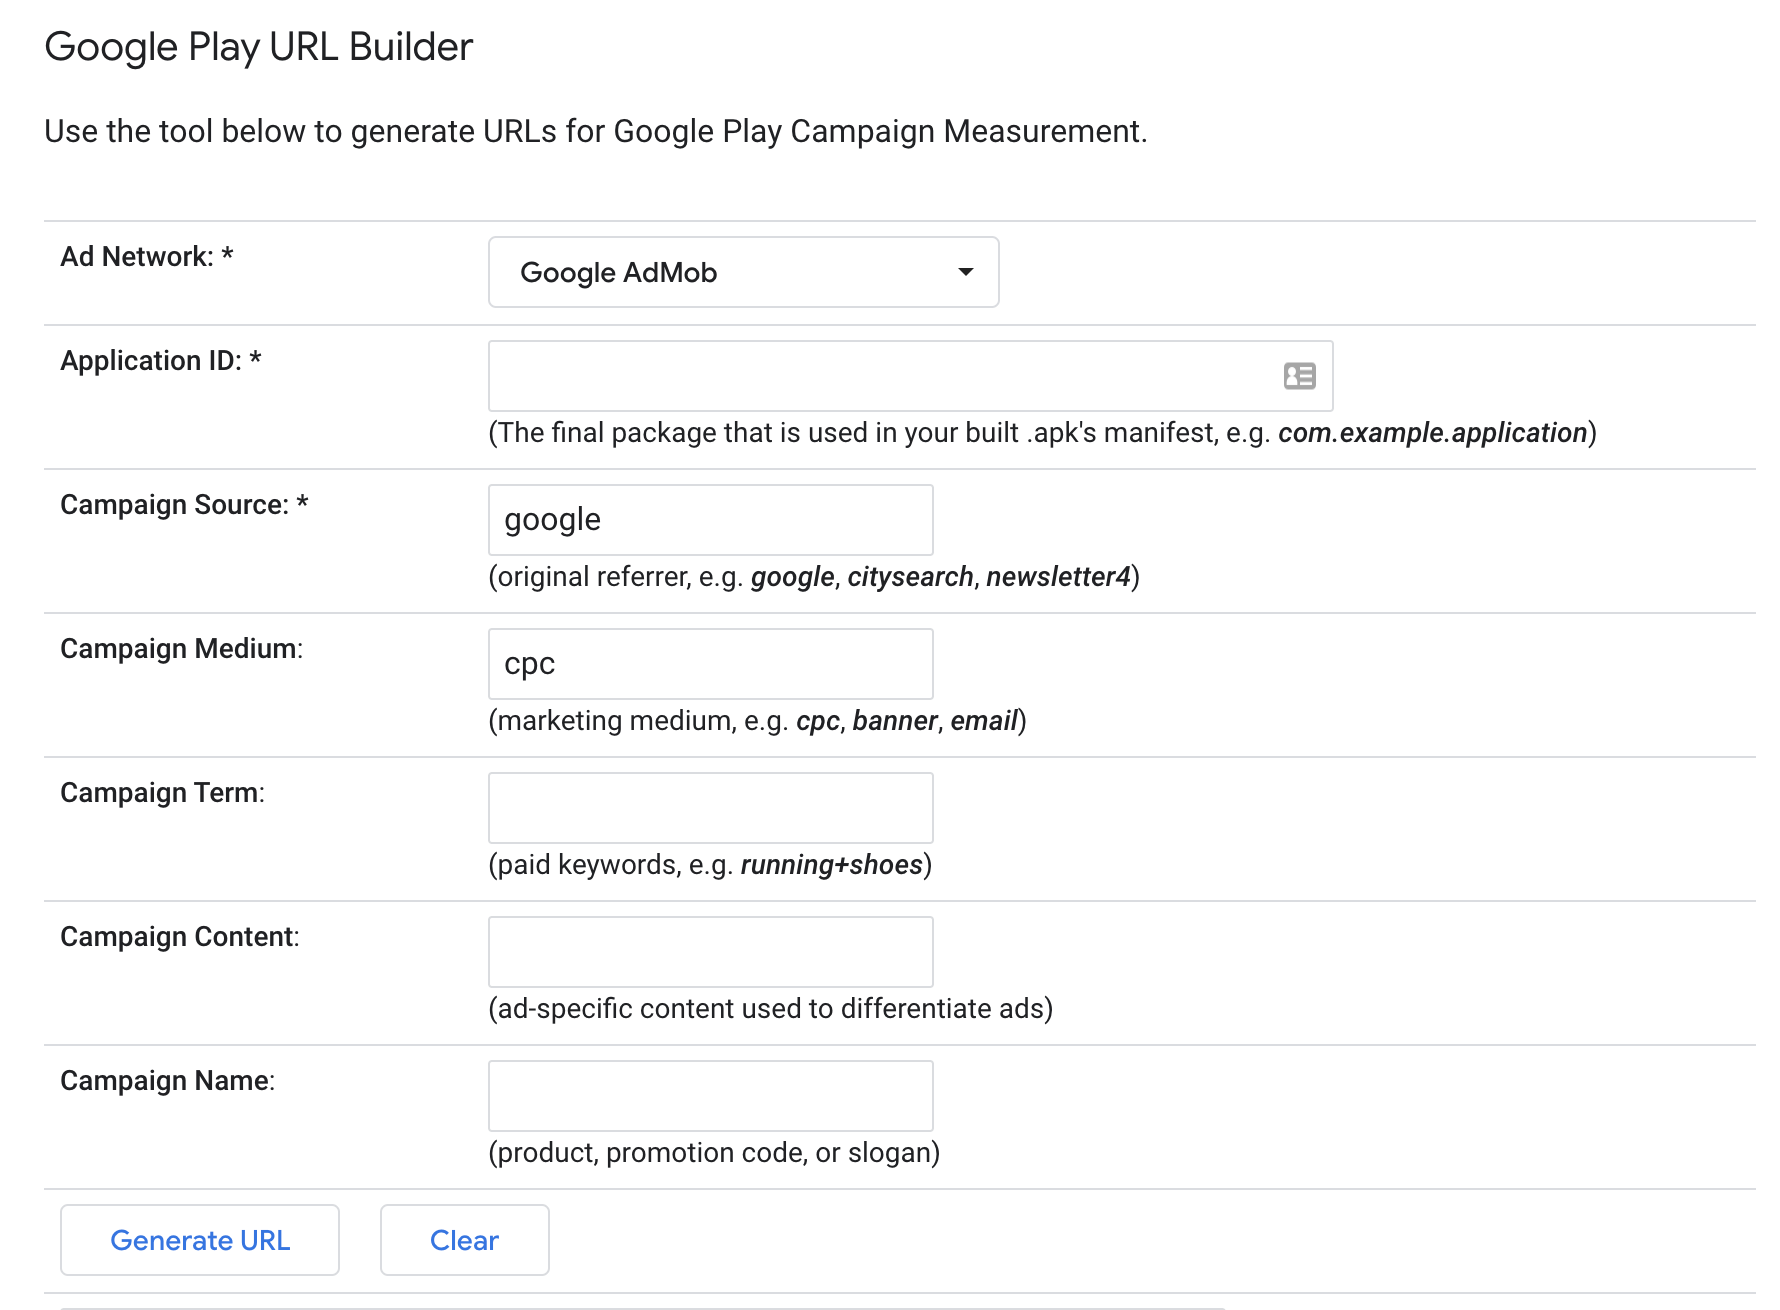 Google Play URL Builder
Use the tool below to generate URLs for Google Play Campaign Measurement.
Ad Network: *
Google AdMob
Application ID: *
(The final package that is used in your built .apk's manifest, e.g. com.example.application)
Campaign Source: *
google
(original referrer, e.g. google, citysearch, newsletter4)
Campaign Medium:
cpc
(marketing medium, e.g. cpc, banner, email)
Campaign Term:
(paid keywords, e.g. running+shoes)
Campaign Content:
(ad-specific content used to differentiate ads)
Campaign Name:
(product, promotion code, or slogan)
Generate URL Clear